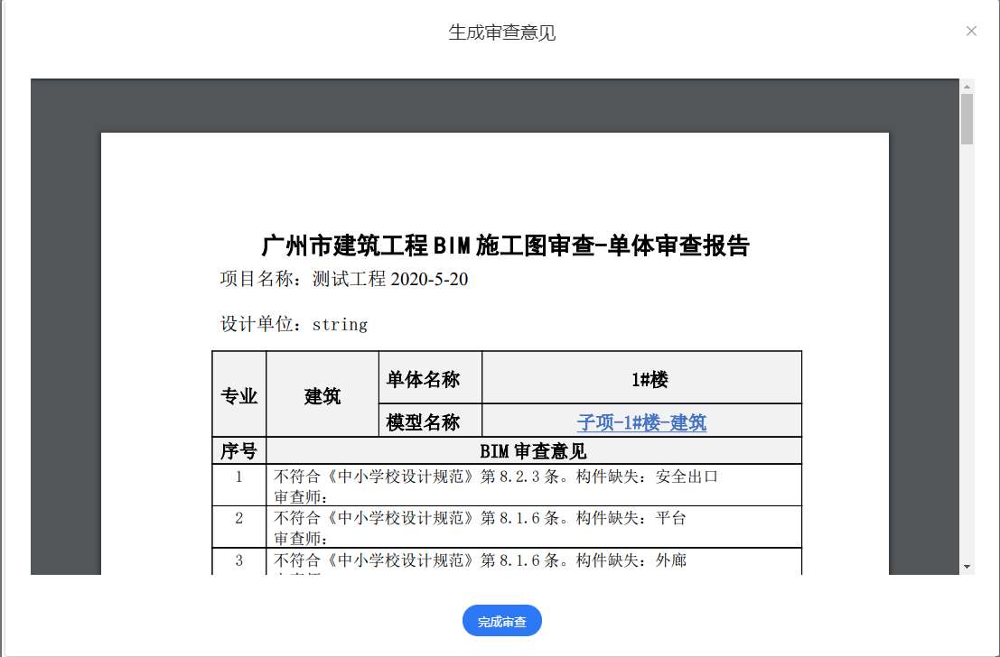 生成审查意见
广州市建筑工程 BIM 施工图审查-单体审查报告
项目名称：测试工程 2020-5-20
设计单位：string
专业 建筑 单体名称 1#楼
模型名称 子项-1#楼-建筑
序号 BIM 审查意见
1 不符合《中小学校设计规范》第 8.2.3 条。构件缺失：安全出口
审查师：
2 不符合《中小学校设计规范》第 8.1.6 条。构件缺失：平台
审查师：
3 不符合《中小学校设计规范》第 8.1.6 条。构件缺失：外廊
完成审查